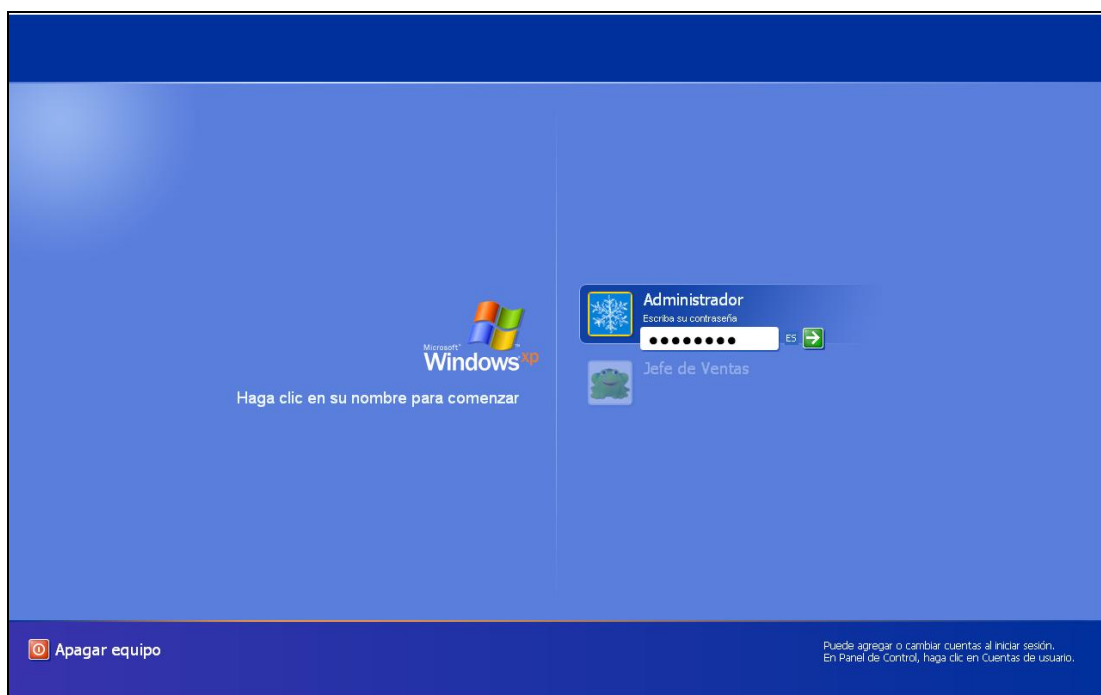 Microsoft®
Windows xp
Haga clic en su nombre para comenzar
Administrador
Escriba su contraseña
ES
Jefe de Ventas
Apagar equipo
Puede agregar o cambiar cuentas al iniciar sesión.
En Panel de Control, haga clic en Cuentas de usuario.